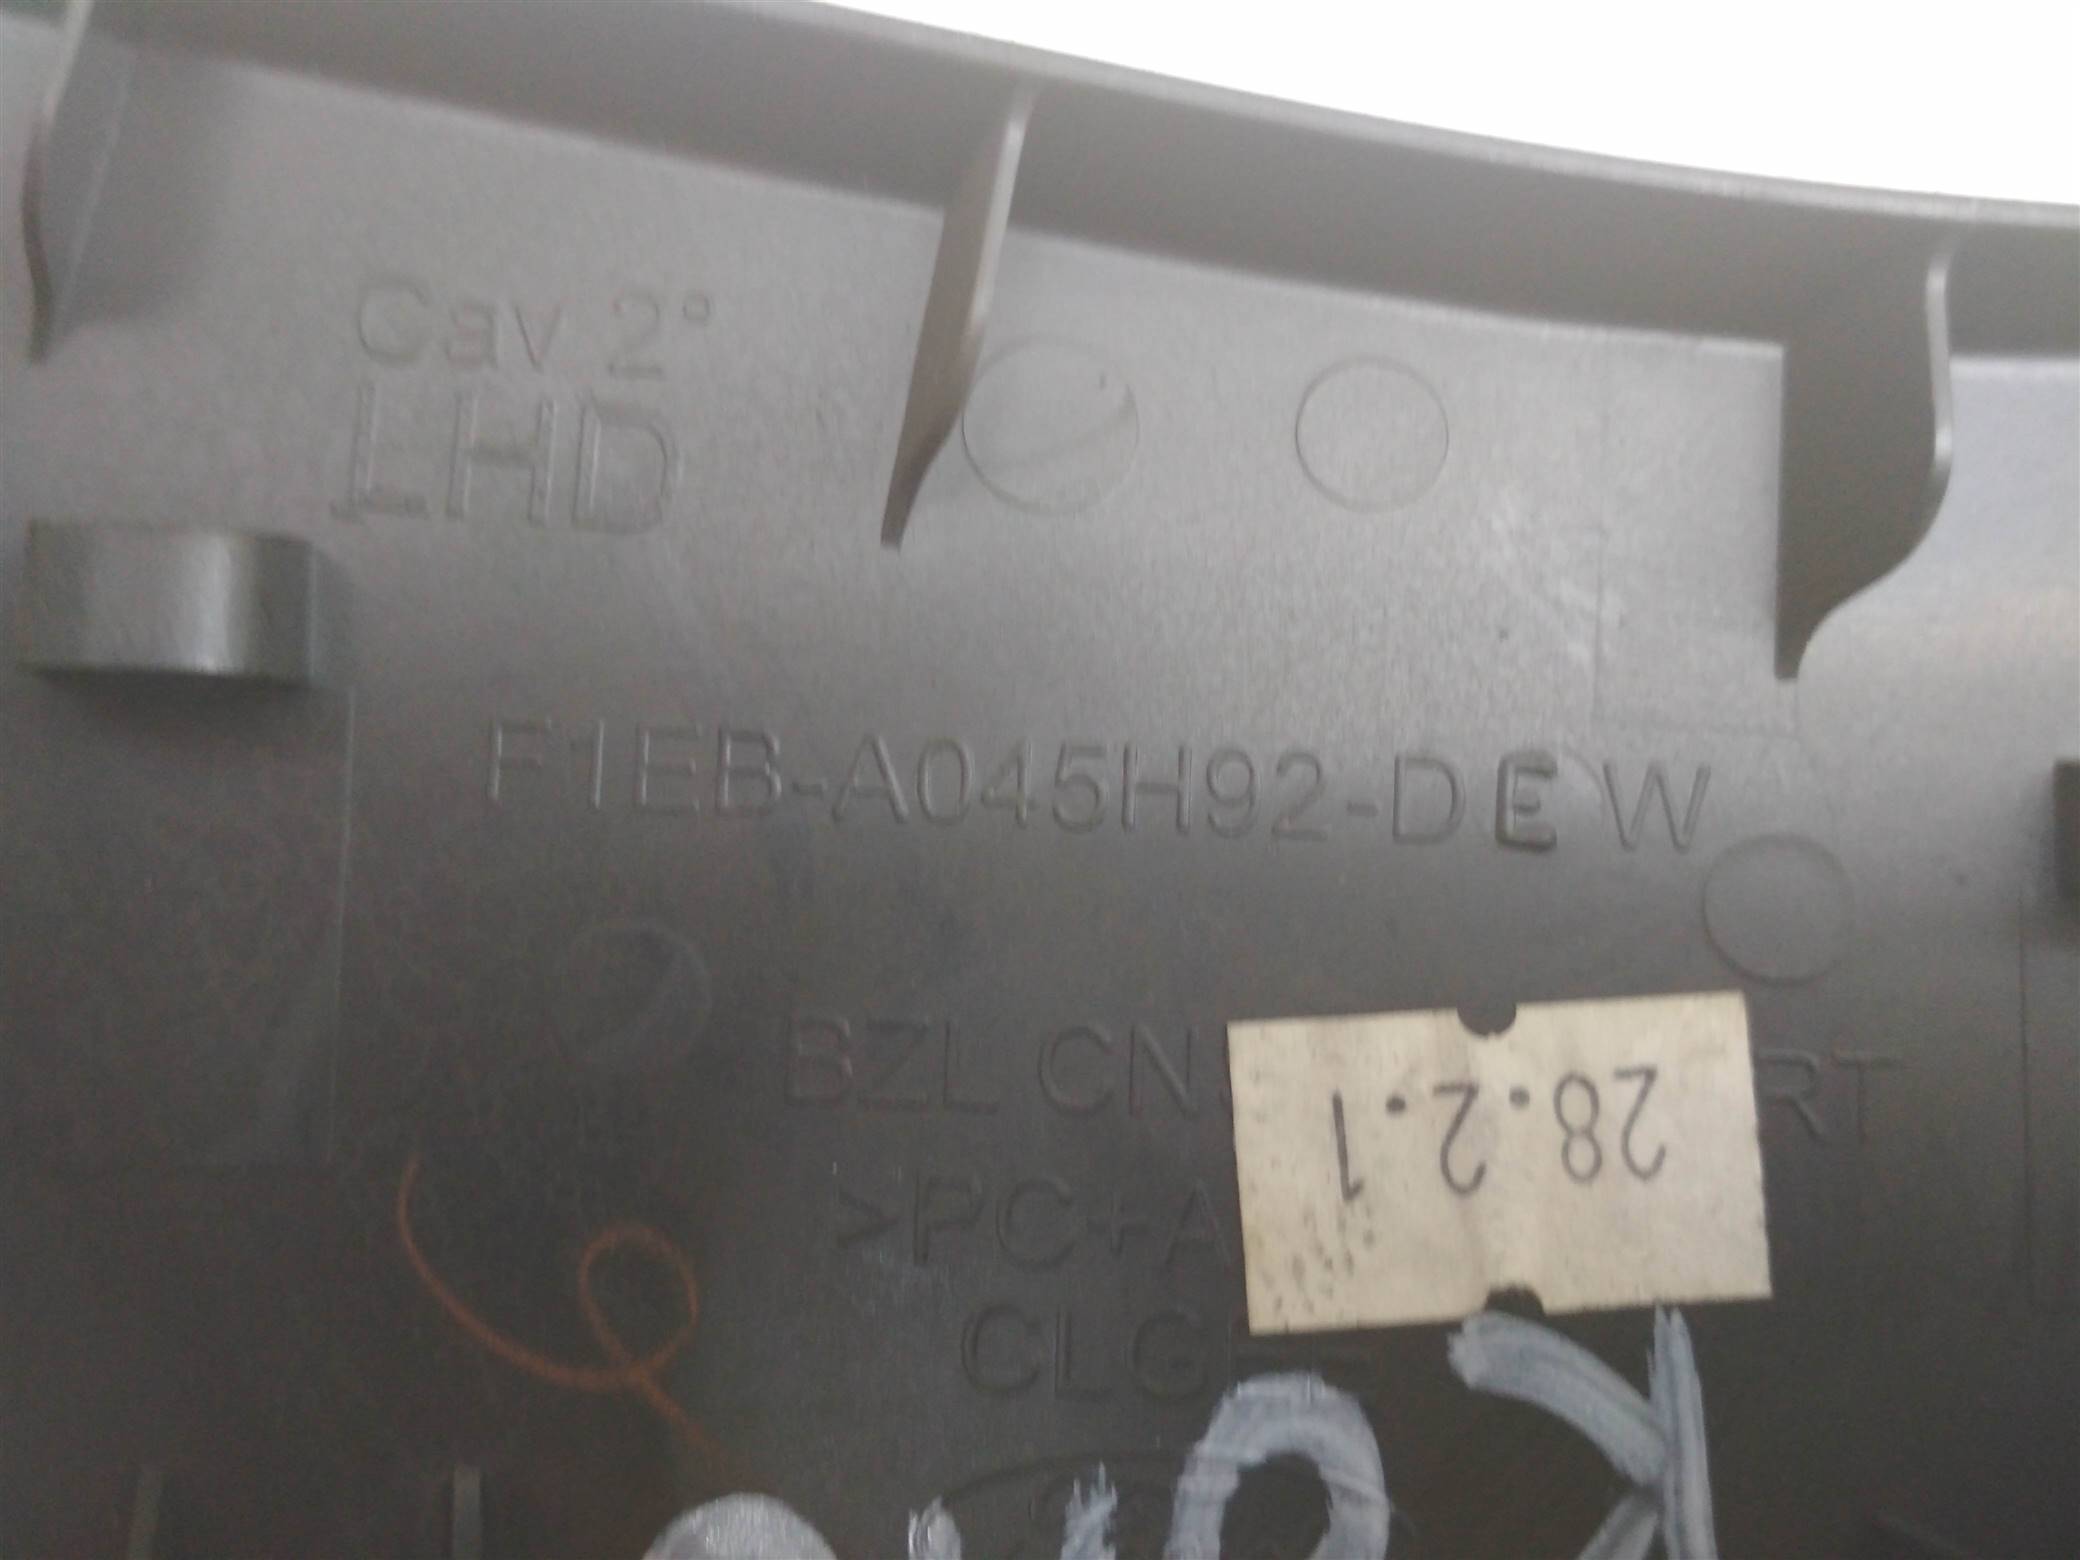 Cav 2°
LHD
F1EB-A045H92-DEW
BZL CN RT
28.2.1
>PC+A
CLG